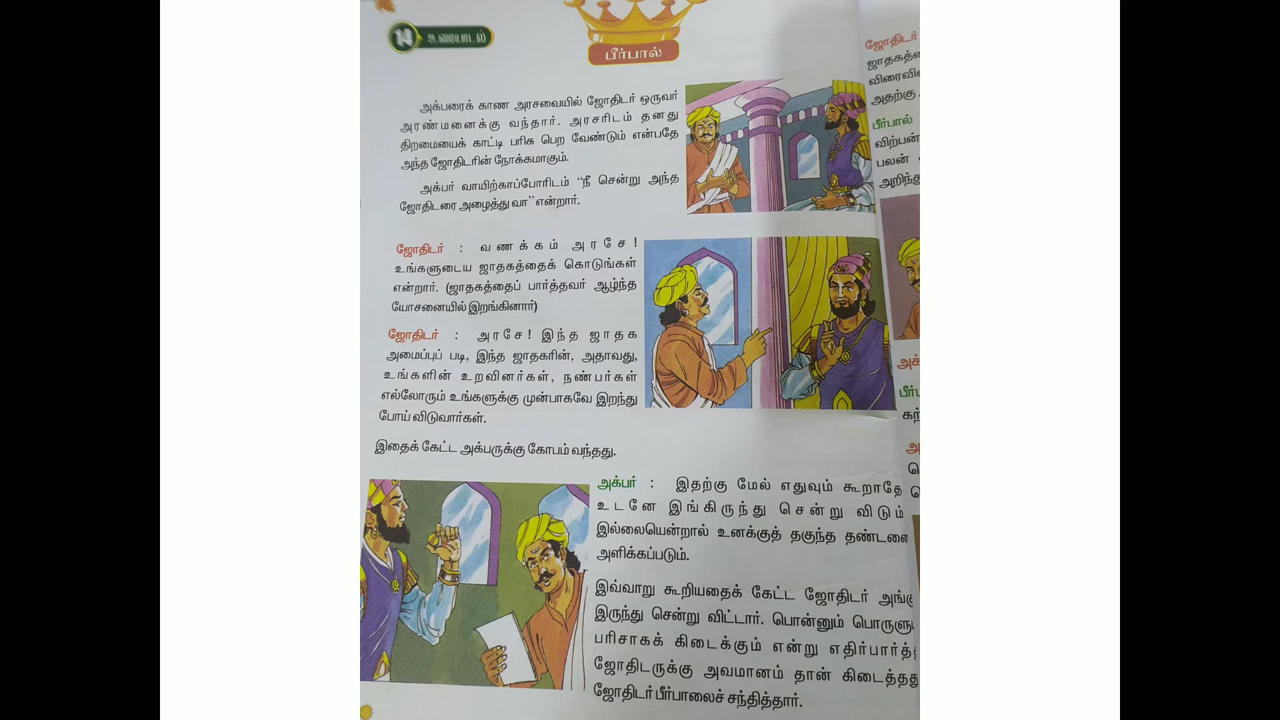 14 உரையாடல்
பீர்பால்
அக்பரைக் காண அரசவையில் ஜோதிடர் ஒருவர்
அரண்மனைக்கு வந்தார். அரசரிடம் தனது
திறமையைக் காட்டி பரிசு பெற வேண்டும் என்பதே
அந்த ஜோதிடரின் நோக்கமாகும்.
அக்பர் வாயிற்காப்போரிடம் "நீ சென்று அந்த
ஜோதிடரை அழைத்து வா" என்றார்.
ஜோதிடர் : வணக்கம் அரசே!
உங்களுடைய ஜாதகத்தைக் கொடுங்கள்
என்றார். (ஜாதகத்தைப் பார்த்தவர் ஆழ்ந்த
யோசனையில் இறங்கினார்)
ஜோதிடர் : அரசே! இந்த ஜாதக
அமைப்புப் படி, இந்த ஜாதகரின், அதாவது,
உங்களின் உறவினர்கள், நண்பர்கள்
எல்லோரும் உங்களுக்கு முன்பாகவே இறந்து
போய் விடுவார்கள்.
இதைக் கேட்ட அக்பருக்கு கோபம் வந்தது.
அக்பர் : இதற்கு மேல் எதுவும் கூறாதே
உடனே இங்கிருந்து சென்று விடும்
இல்லையென்றால் உனக்குத் தகுந்த தண்டனை
அளிக்கப்படும்.
இவ்வாறு கூறியதைக் கேட்ட ஜோதிடர்
இருந்து சென்று விட்டார். பொன்னும்
பரிசாகக் கிடைக்கும் என்று
ஜோதிடருக்கு அவமானம் தான்
ஜோதிடர் பீர்பாலைச் சந்தித்தார்.
ஜோதிடர்
பீர்பால்